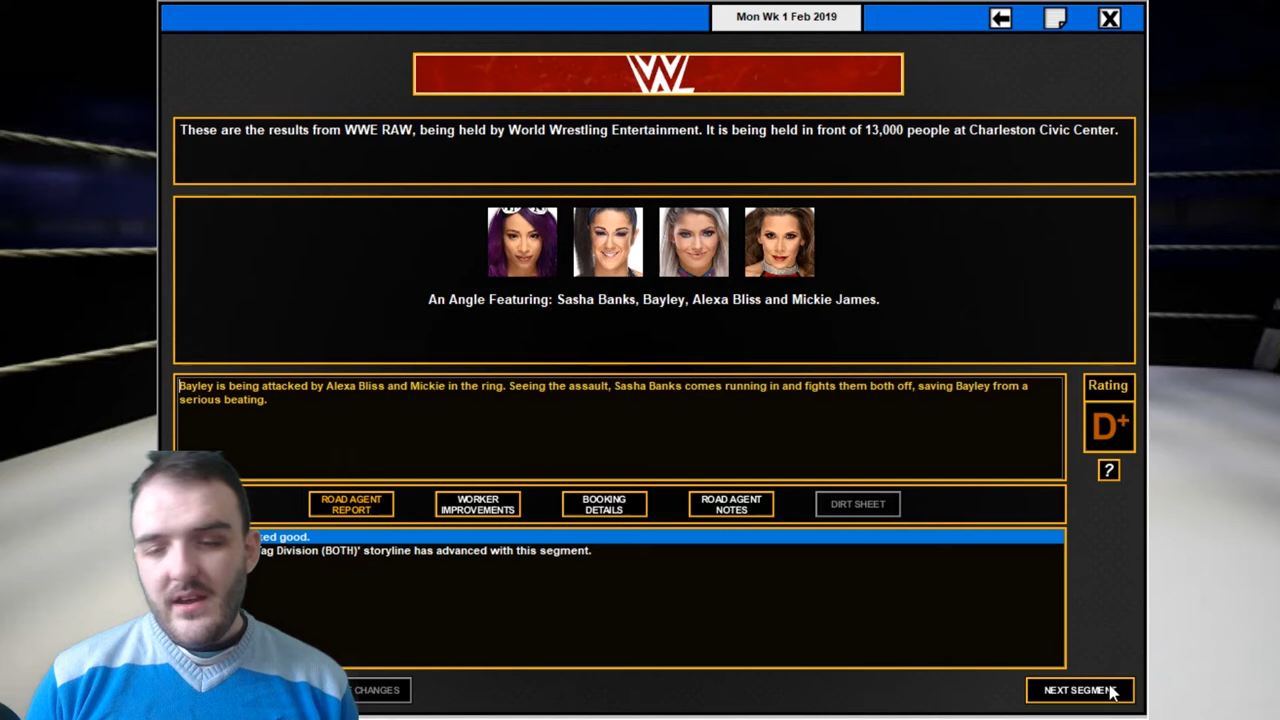 Mon Wk 1 Feb 2019
These are the results from WWE RAW, being held by World Wrestling Entertainment. It is being held in front of 13,000 people at Charleston Civic Center.
An Angle Featuring: Sasha Banks, Bayley, Alexa Bliss and Mickie James.
Bayley is being attacked by Alexa Bliss and Mickie in the ring. Seeing the assault, Sasha Banks comes running in and fights them both off, saving Bayley from a
serious beating.
Rating
D+
?
ROAD AGENT
REPORT
WORKER
IMPROVEMENTS
BOOKING
DETAILS
ROAD AGENT
NOTES
DIRT SHEET
good.
Division (BOTH)' storyline has advanced with this segment.
CHANGES
NEXT SEGMENT